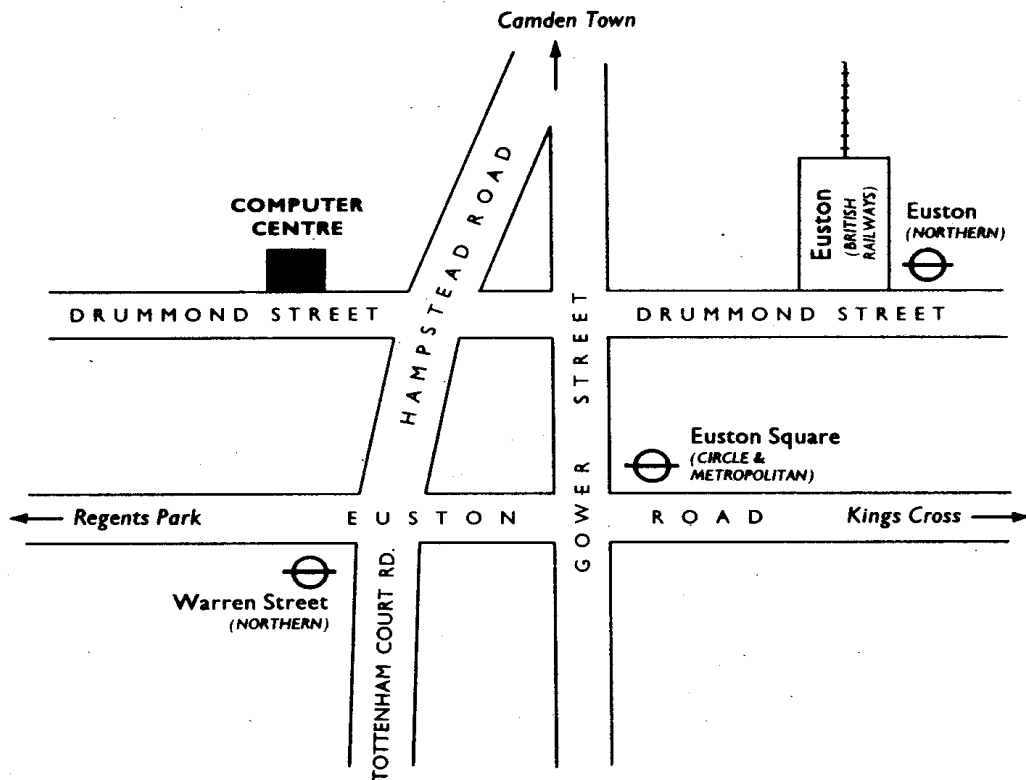 Camden Town
HAMPSTEAD ROAD
COMPUTER
CENTRE
Euston
(BRITISH
RAILWAYS)
Euston
(NORTHERN)
DRUMMOND STREET
DRUMMOND STREET
GOWER STREET
Euston Square
(CIRCLE &
METROPOLITAN)
Regents Park
EUSTON ROAD
Kings Cross
Warren Street
(NORTHERN)
TOTTENHAM COURT RD.